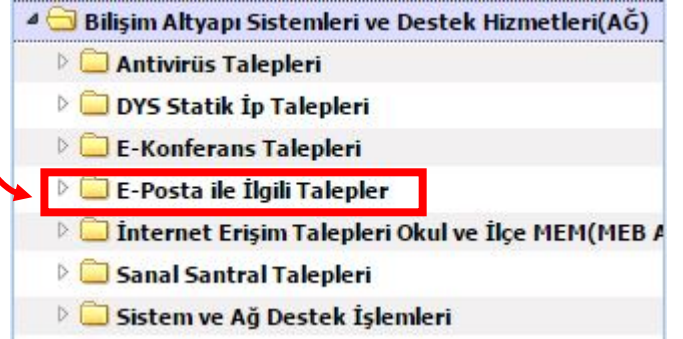 Bilişim Altyapı Sistemleri ve Destek Hizmetleri(AĞ)
Antivirüs Talepleri
DYS Statik İp Talepleri
E-Konferans Talepleri
E-Posta ile İlgili Talepler
İnternet Erişim Talepleri Okul ve İlçe MEM(MEB A
Sanal Santral Talepleri
Sistem ve Ağ Destek İşlemleri